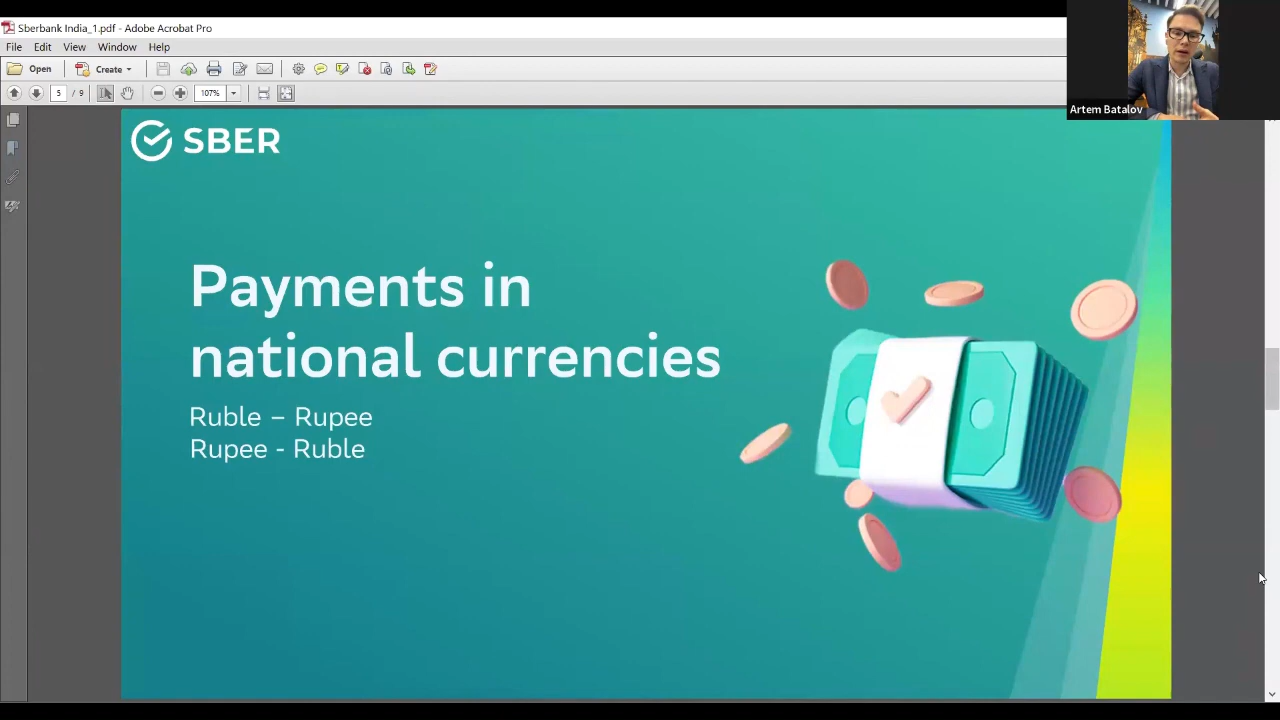 Sberbank India_1.pdf - Adobe Acrobat Pro
File Edit View Window Help
Open Create
5 / 9 107%
Artem Batalov
SBER
Payments in
national currencies
Ruble – Rupee
Rupee - Ruble